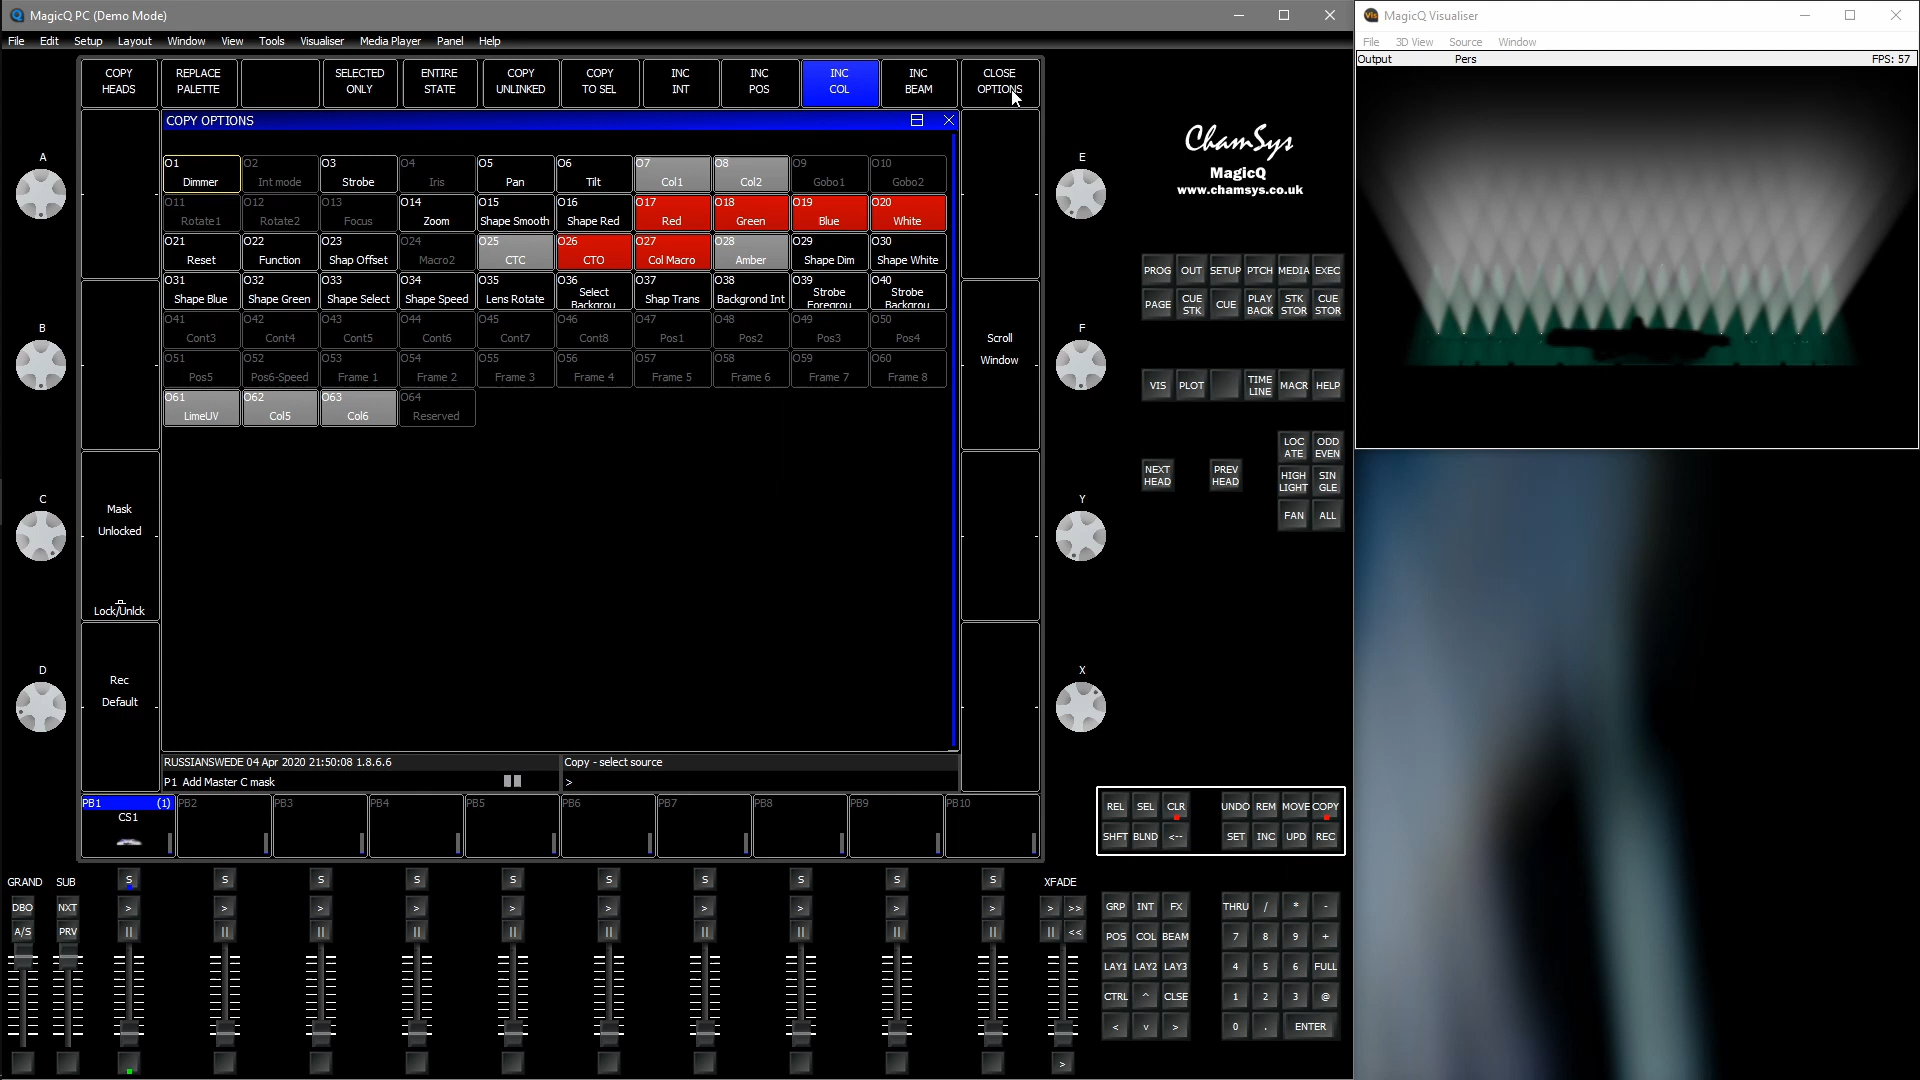 MagicQ PC (Demo Mode)
File Edit Setup Layout Window View Tools Visualiser Media Player Panel Help
COPY HEADS
REPLACE PALETTE
SELECTED ONLY
ENTIRE STATE
COPY UNLINKED
COPY TO SEL
INC INT
INC POS
INC COL
INC BEAM
CLOSE OPTIONS
COPY OPTIONS
O1 Dimmer
O2 Int mode
O3 Strobe
O4 Iris
O5 Pan
O6 Tilt
O7 Col1
O8 Col2
O9 Gobo1
O10 Gobo2
O11 Rotate1
O12 Rotate2
O13 Focus
O14 Zoom
O15 Shape Smooth
O16 Shape Red
O17 Red
O18 Green
O19 Blue
O20 White
O21 Reset
O22 Function
O23 Shap Offset
O24 Macro2
O25 CTC
O26 CTO
O27 Col Macro
O28 Amber
O29 Shape Dim
O30 Shape White
O31 Shape Blue
O32 Shape Green
O33 Shape Select
O34 Shape Speed
O35 Lens Rotate
O36 Select Backgrou
O37 Shap Trans
O38 Backgrond Int
O39 Strobe Foregrou
O40 Strobe Backgrou
O41 Cont3
O42 Cont4
O43 Cont5
O44 Cont6
O45 Cont7
O46 Cont8
O47 Pos1
O48 Pos2
O49 Pos3
O50 Pos4
O51 Pos5
O52 Pos6-Speed
O53 Frame 1
O54 Frame 2
O55 Frame 3
O56 Frame 4
O57 Frame 5
O58 Frame 6
O59 Frame 7
O60 Frame 8
O61 LimeUV
O62 Col5
O63 Col6
O64 Reserved
Mask
Unlocked
Lock/Unlck
Rec
Default
Scroll
Window
RUSSIANSWEDE 04 Apr 2020 21:50:08 1.8.6.6
Copy - select source
P1 Add Master C mask
>
PB1 (1) PB2 PB3 PB4 PB5 PB6 PB7 PB8 PB9 PB10
CS1
A
B
C
D
E
F
Y
X
ChamSys
MagicQ
www.chamsys.co.uk
PROG OUT SETUP PTCH MEDIA EXEC
PAGE CUE STK CUE PLAY BACK STK STOR CUE STOR
VIS PLOT TIME LINE MACR HELP
NEXT HEAD PREV HEAD
LOC ATE ODD EVEN
HIGH LIGHT SIN GLE
FAN ALL
REL SEL CLR UNDO REM MOVE COPY
SHFT BLND <-- SET INC UPD REC
GRAND SUB XFADE
S S S S S S S S S S
DBO NXT > > > > > > > > > > > >>
A/S PRV || || || || || || || || || || || <<
>
GRP INT FX THRU / * -
POS COL BEAM 7 8 9 +
LAY1 LAY2 LAY3 4 5 6 FULL
CTRL ^ CLSE 1 2 3 @
< v > 0 . ENTER
MagicQ Visualiser
File 3D View Source Window
Output Pers FPS: 57